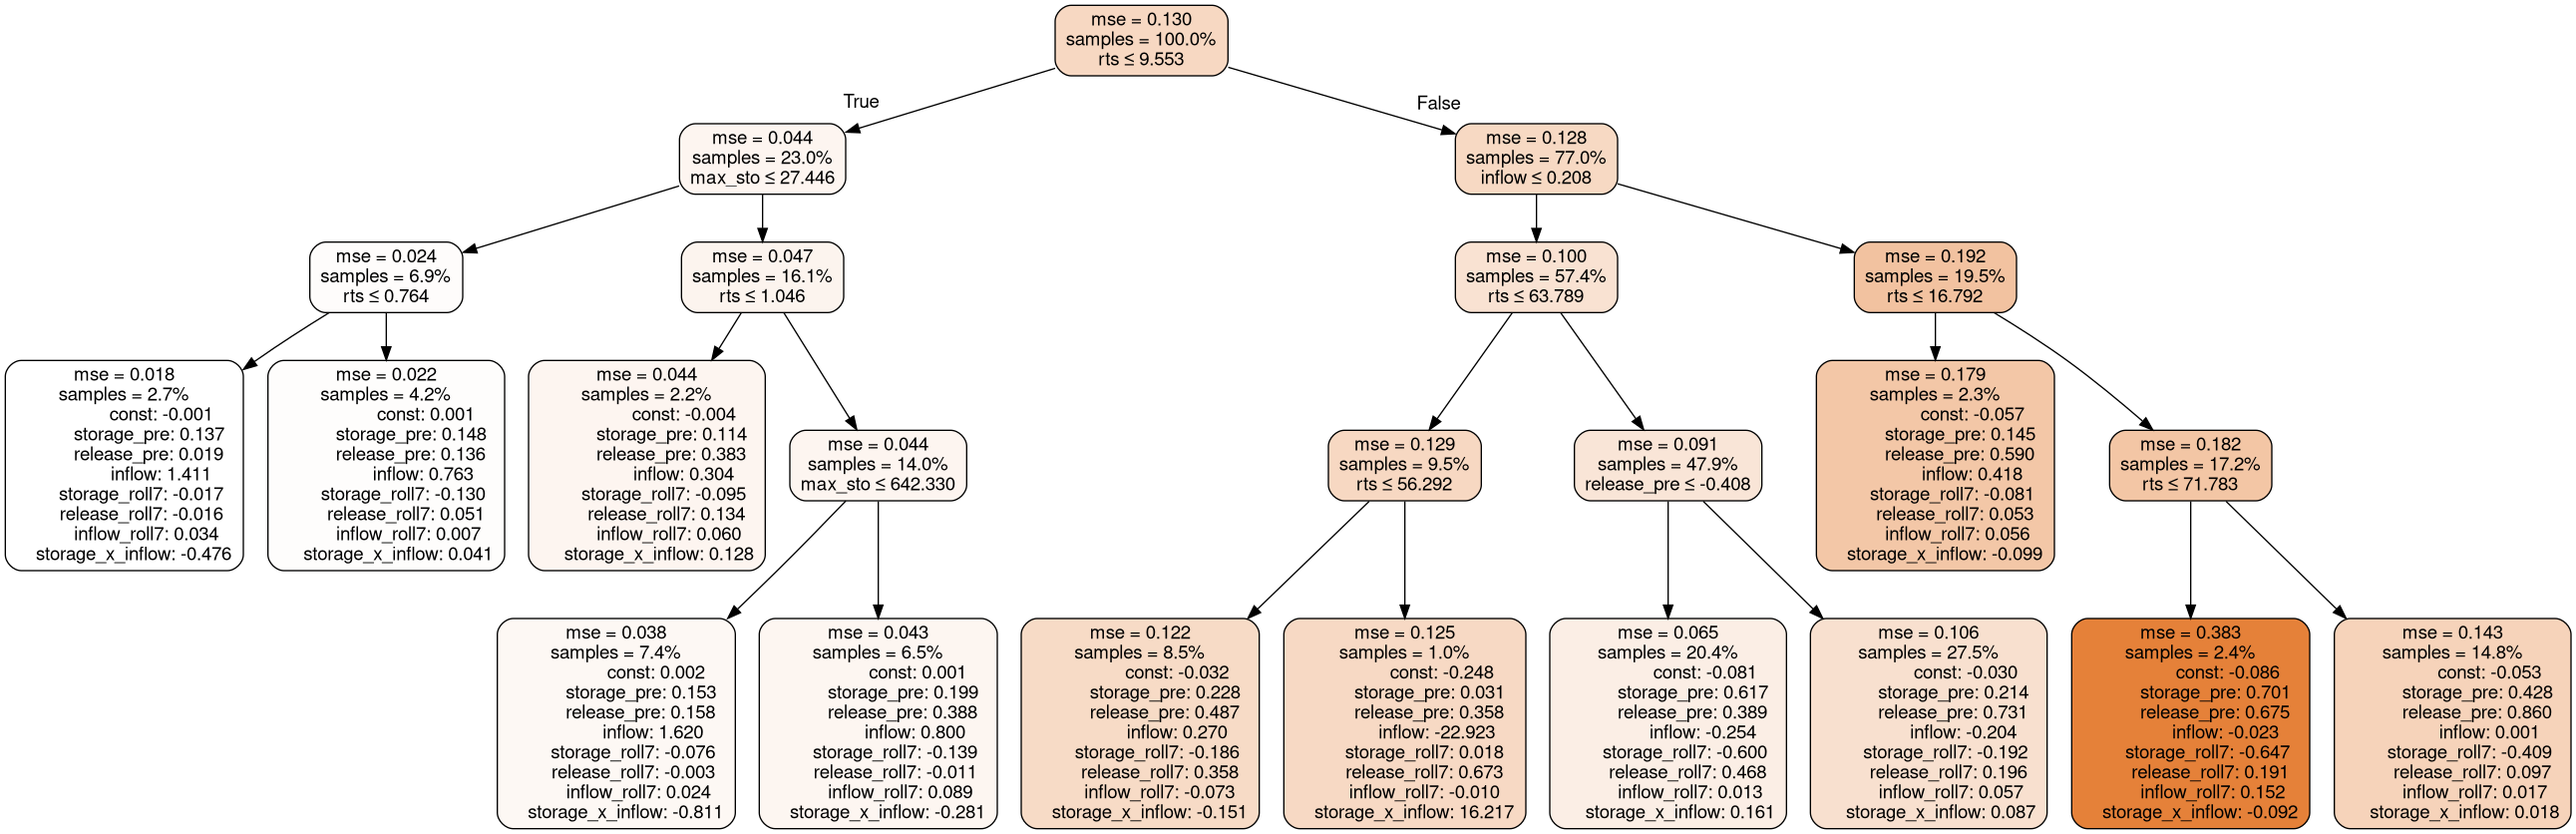 mse = 0.130
samples = 100.0%
rts ≤ 9.553
True
False
mse = 0.044
samples = 23.0%
max_sto ≤ 27.446
mse = 0.128
samples = 77.0%
inflow ≤ 0.208
mse = 0.024
samples = 6.9%
rts ≤ 0.764
mse = 0.047
samples = 16.1%
rts ≤ 1.046
mse = 0.100
samples = 57.4%
rts ≤ 63.789
mse = 0.192
samples = 19.5%
rts ≤ 16.792
mse = 0.018
samples = 2.7%
const: -0.001
storage_pre: 0.137
release_pre: 0.019
inflow: 1.411
storage_roll7: -0.017
release_roll7: -0.016
inflow_roll7: 0.034
storage_x_inflow: -0.476
mse = 0.022
samples = 4.2%
const: 0.001
storage_pre: 0.148
release_pre: 0.136
inflow: 0.763
storage_roll7: -0.130
release_roll7: 0.051
inflow_roll7: 0.007
storage_x_inflow: 0.041
mse = 0.044
samples = 2.2%
const: -0.004
storage_pre: 0.114
release_pre: 0.383
inflow: 0.304
storage_roll7: -0.095
release_roll7: 0.134
inflow_roll7: 0.060
storage_x_inflow: 0.128
mse = 0.044
samples = 14.0%
max_sto ≤ 642.330
mse = 0.129
samples = 9.5%
rts ≤ 56.292
mse = 0.091
samples = 47.9%
release_pre ≤ -0.408
mse = 0.179
samples = 2.3%
const: -0.057
storage_pre: 0.145
release_pre: 0.590
inflow: 0.418
storage_roll7: -0.081
release_roll7: 0.053
inflow_roll7: 0.056
storage_x_inflow: -0.099
mse = 0.182
samples = 17.2%
rts ≤ 71.783
mse = 0.038
samples = 7.4%
const: 0.002
storage_pre: 0.153
release_pre: 0.158
inflow: 1.620
storage_roll7: -0.076
release_roll7: -0.003
inflow_roll7: 0.024
storage_x_inflow: -0.811
mse = 0.043
samples = 6.5%
const: 0.001
storage_pre: 0.199
release_pre: 0.388
inflow: 0.800
storage_roll7: -0.139
release_roll7: -0.011
inflow_roll7: 0.089
storage_x_inflow: -0.281
mse = 0.122
samples = 8.5%
const: -0.032
storage_pre: 0.228
release_pre: 0.487
inflow: 0.270
storage_roll7: -0.186
release_roll7: 0.358
inflow_roll7: -0.073
storage_x_inflow: -0.151
mse = 0.125
samples = 1.0%
const: -0.248
storage_pre: 0.031
release_pre: 0.358
inflow: -22.923
storage_roll7: 0.018
release_roll7: 0.673
inflow_roll7: -0.010
storage_x_inflow: 16.217
mse = 0.065
samples = 20.4%
const: -0.081
storage_pre: 0.617
release_pre: 0.389
inflow: -0.254
storage_roll7: -0.600
release_roll7: 0.468
inflow_roll7: 0.013
storage_x_inflow: 0.161
mse = 0.106
samples = 27.5%
const: -0.030
storage_pre: 0.214
release_pre: 0.731
inflow: -0.204
storage_roll7: -0.192
release_roll7: 0.196
inflow_roll7: 0.057
storage_x_inflow: 0.087
mse = 0.383
samples = 2.4%
const: -0.086
storage_pre: 0.701
release_pre: 0.675
inflow: -0.023
storage_roll7: -0.647
release_roll7: 0.191
inflow_roll7: 0.152
storage_x_inflow: -0.092
mse = 0.143
samples = 14.8%
const: -0.053
storage_pre: 0.428
release_pre: 0.860
inflow: 0.001
storage_roll7: -0.409
release_roll7: 0.097
inflow_roll7: 0.017
storage_x_inflow: 0.018